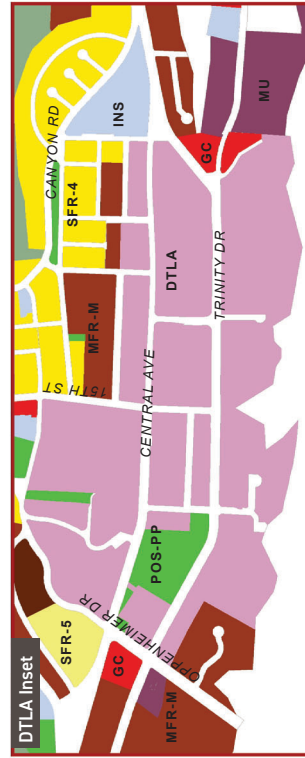 DTLA Inset
CANYON RD
INS
SFR-4
MFR-M
15TH ST
GC
MU
DTLA
CENTRAL AVE
TRINITY DR
POS-PP
OPPENHEIMER DR
SFR-5
GC
MFR-M